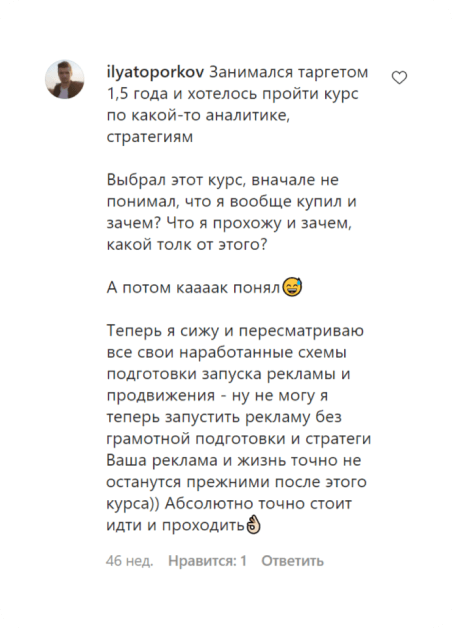 ilyatoporkov Занимался таргетом
1,5 года и хотелось пройти курс
по какой-то аналитике,
стратегиям
Выбрал этот курс, вначале не
понимал, что я вообще купил и
зачем? Что я прохожу и зачем,
какой толк от этого?
А потом каааак понял😅
Теперь я сижу и пересматриваю
все свои наработанные схемы
подготовки запуска рекламы и
продвижения - ну не могу я
теперь запустить рекламу без
грамотной подготовки и стратеги
Ваша реклама и жизнь точно не
останутся прежними после этого
курса)) Абсолютно точно стоит
идти и проходить👌🏻
46 нед. Нравится: 1 Ответить